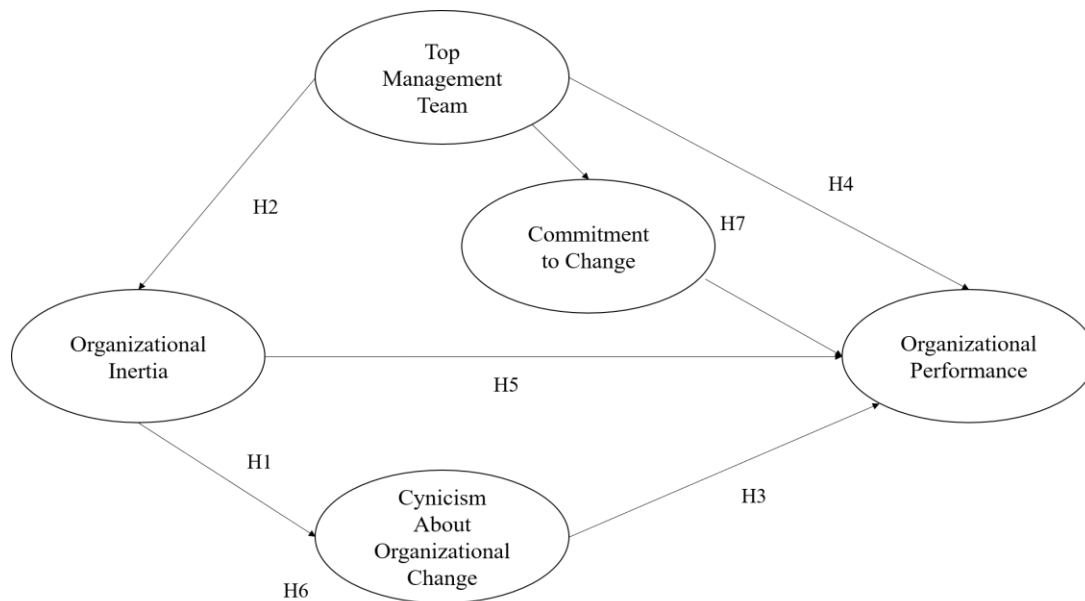 Top
Management
Team
H4
H2
Commitment
to Change
H7
Organizational
Inertia
Organizational
Performance
H5
H1
Cynicism
About
Organizational
Change
H3
H6